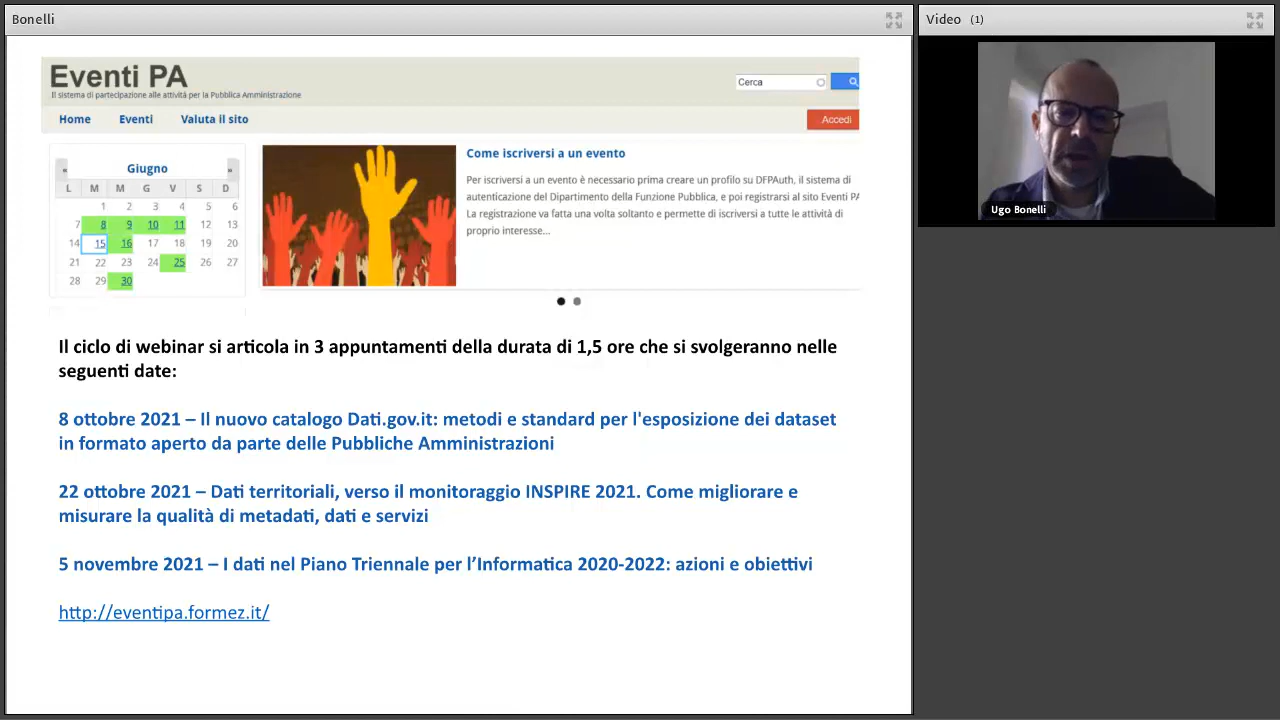 Bonelli
Video (1)
Eventi PA
Il sistema di partecipazione alle attività per la Pubblica Amministrazione
Cerca
Home Eventi Valuta il sito
Accedi
« Giugno »
L M M G V S D
1 2 3 4 5 6
7 8 9 10 11 12 13
14 15 16 17 18 19 20
21 22 23 24 25 26 27
28 29 30
Come iscriversi a un evento
Per iscriversi a un evento è necessario prima creare un profilo su DFPAuth, il sistema di
autenticazione del Dipartimento della Funzione Pubblica, e poi registrarsi al sito Eventi PA
La registrazione va fatta una volta soltanto e permette di iscriversi a tutte le attività di
proprio interesse...
Ugo Bonelli
Il ciclo di webinar si articola in 3 appuntamenti della durata di 1,5 ore che si svolgeranno nelle
seguenti date:
8 ottobre 2021 – Il nuovo catalogo Dati.gov.it: metodi e standard per l'esposizione dei dataset
in formato aperto da parte delle Pubbliche Amministrazioni
22 ottobre 2021 – Dati territoriali, verso il monitoraggio INSPIRE 2021. Come migliorare e
misurare la qualità di metadati, dati e servizi
5 novembre 2021 – I dati nel Piano Triennale per l’Informatica 2020-2022: azioni e obiettivi
http://eventipa.formez.it/